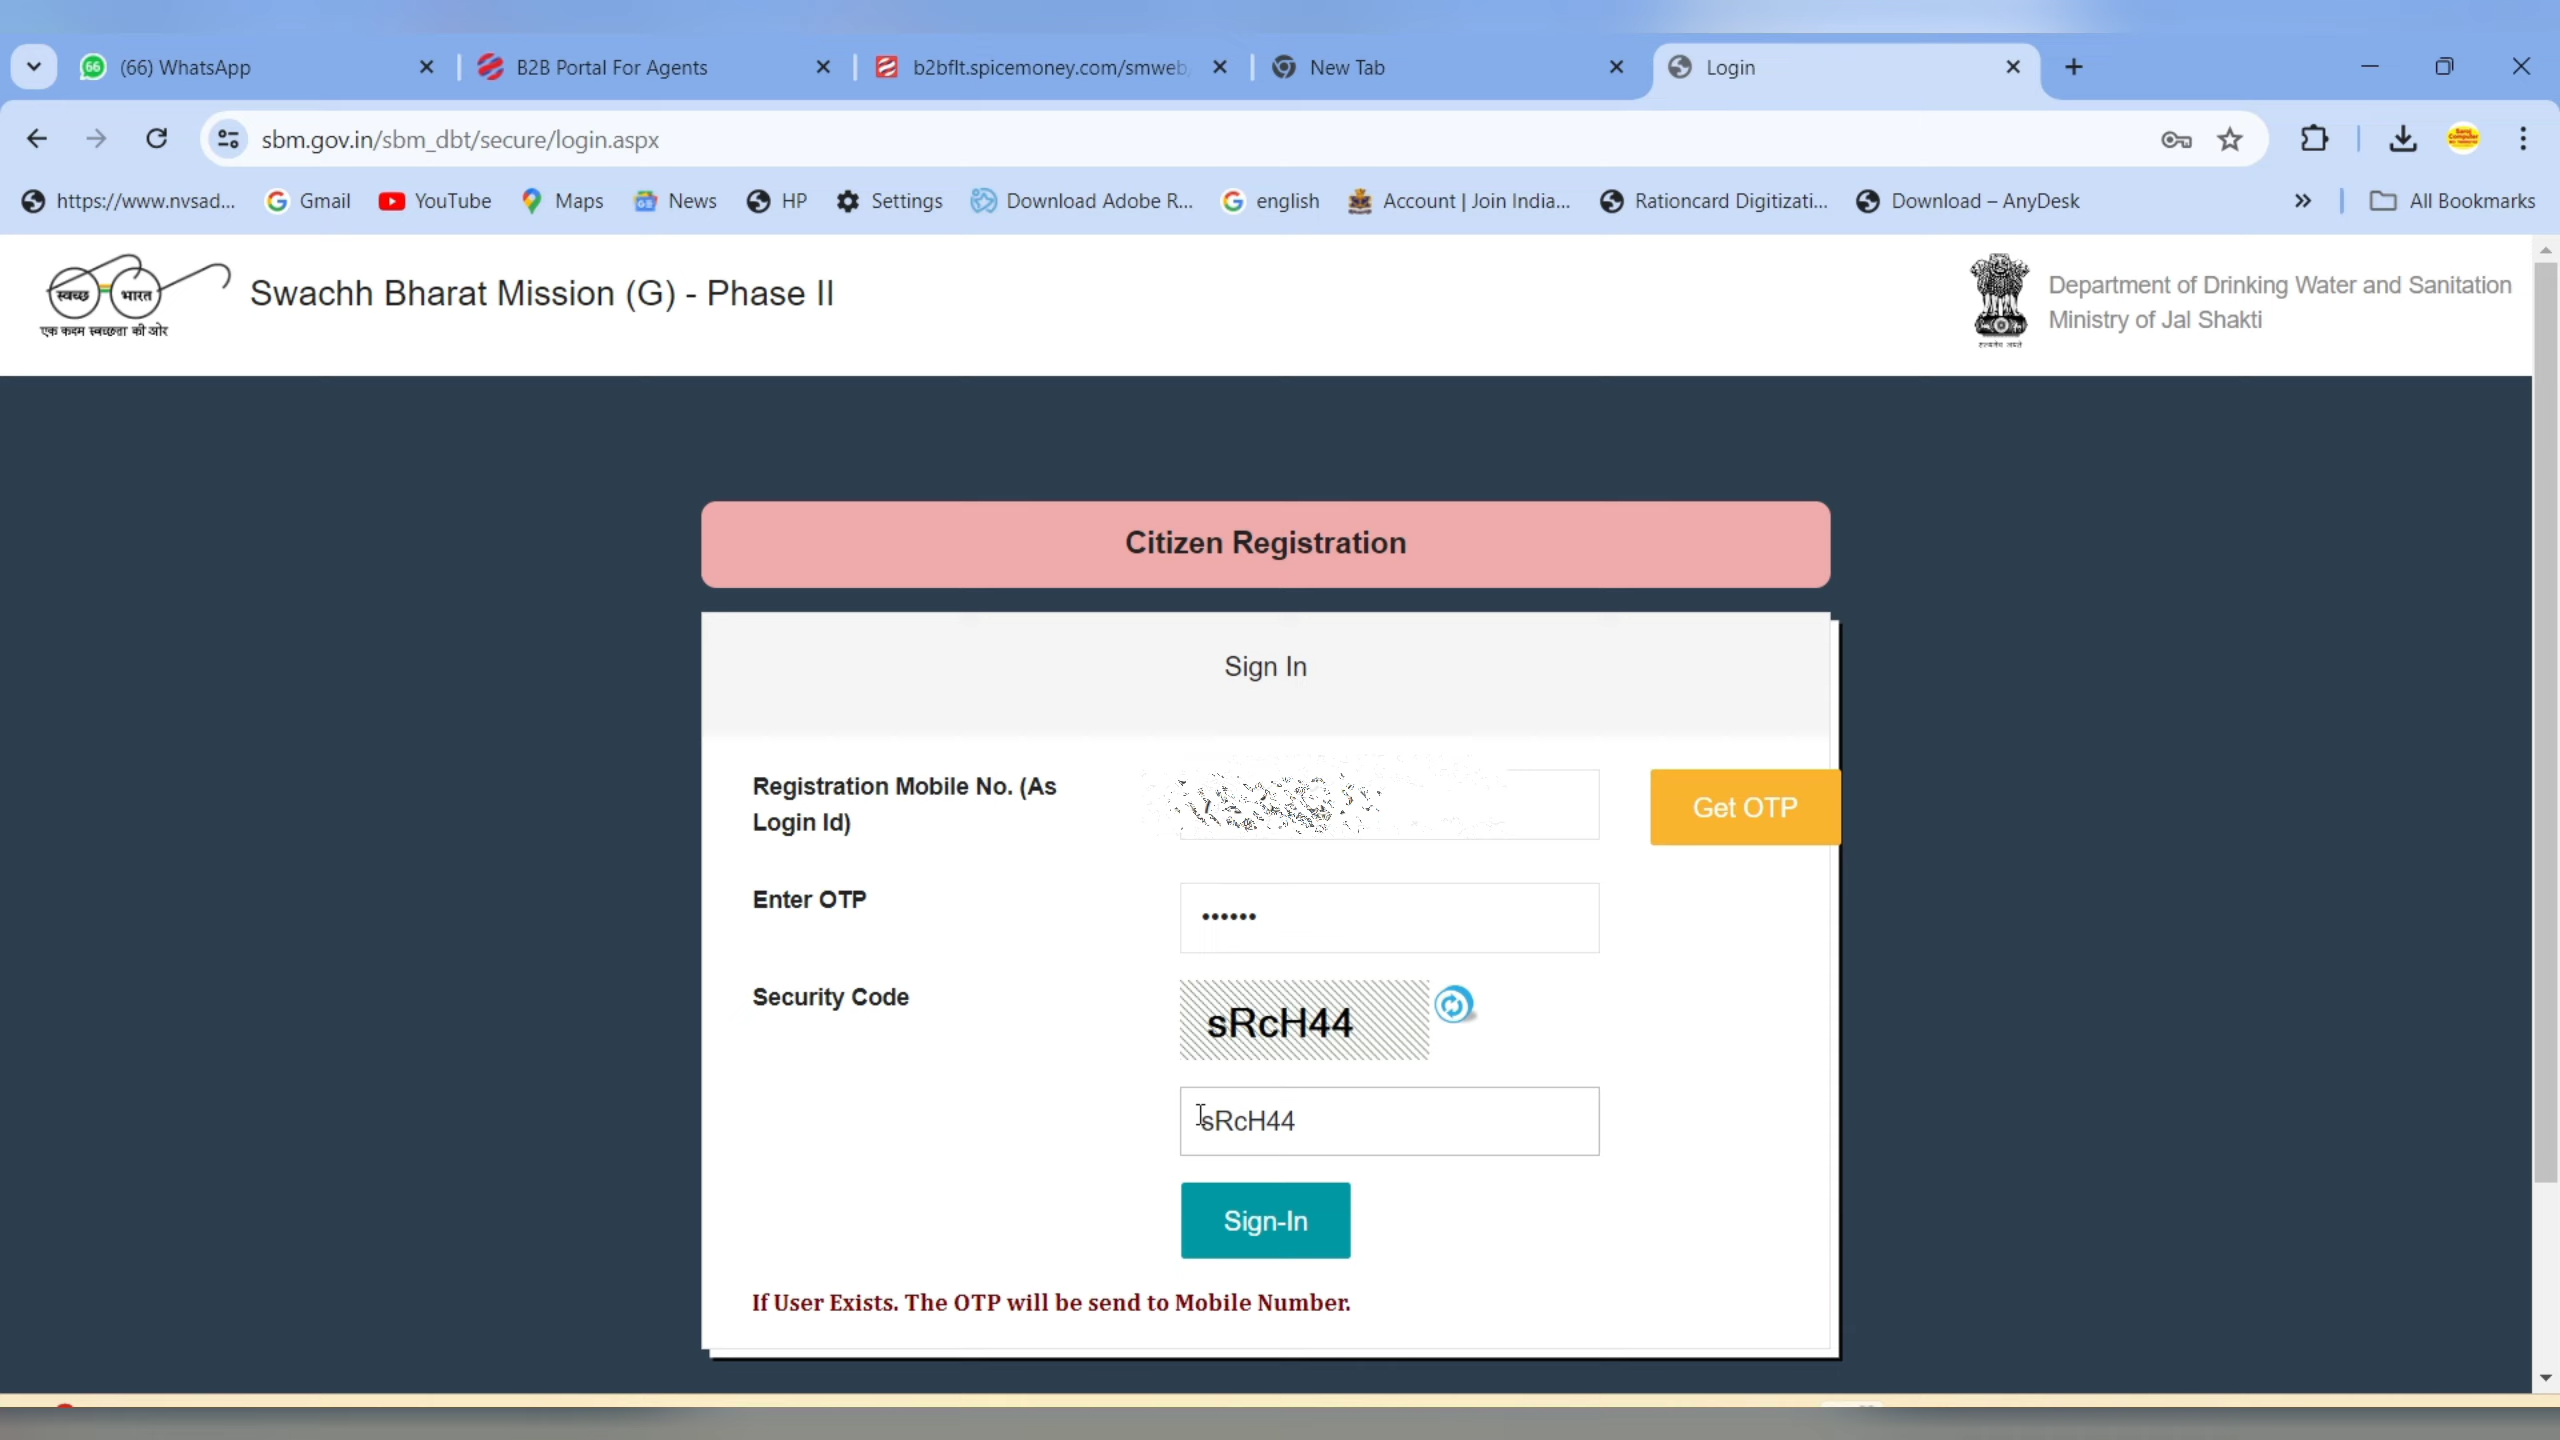 66
(66) WhatsApp
B2B Portal For Agents
b2bflt.spicemoney.com/smweb
New Tab
Login
sbm.gov.in/sbm_dbt/secure/login.aspx
https://www.nvsad...
Gmail
YouTube
Maps
News
HP
Settings
Download Adobe R...
english
Account | Join India...
Rationcard Digitizati...
Download – AnyDesk
All Bookmarks
स्वच्छ भारत
एक कदम स्वच्छता की ओर
Swachh Bharat Mission (G) - Phase II
Department of Drinking Water and Sanitation
Ministry of Jal Shakti
Citizen Registration
Sign In
Registration Mobile No. (As
Login Id)
Get OTP
Enter OTP
••••••
Security Code
sRcH44
sRcH44
Sign-In
If User Exists. The OTP will be send to Mobile Number.